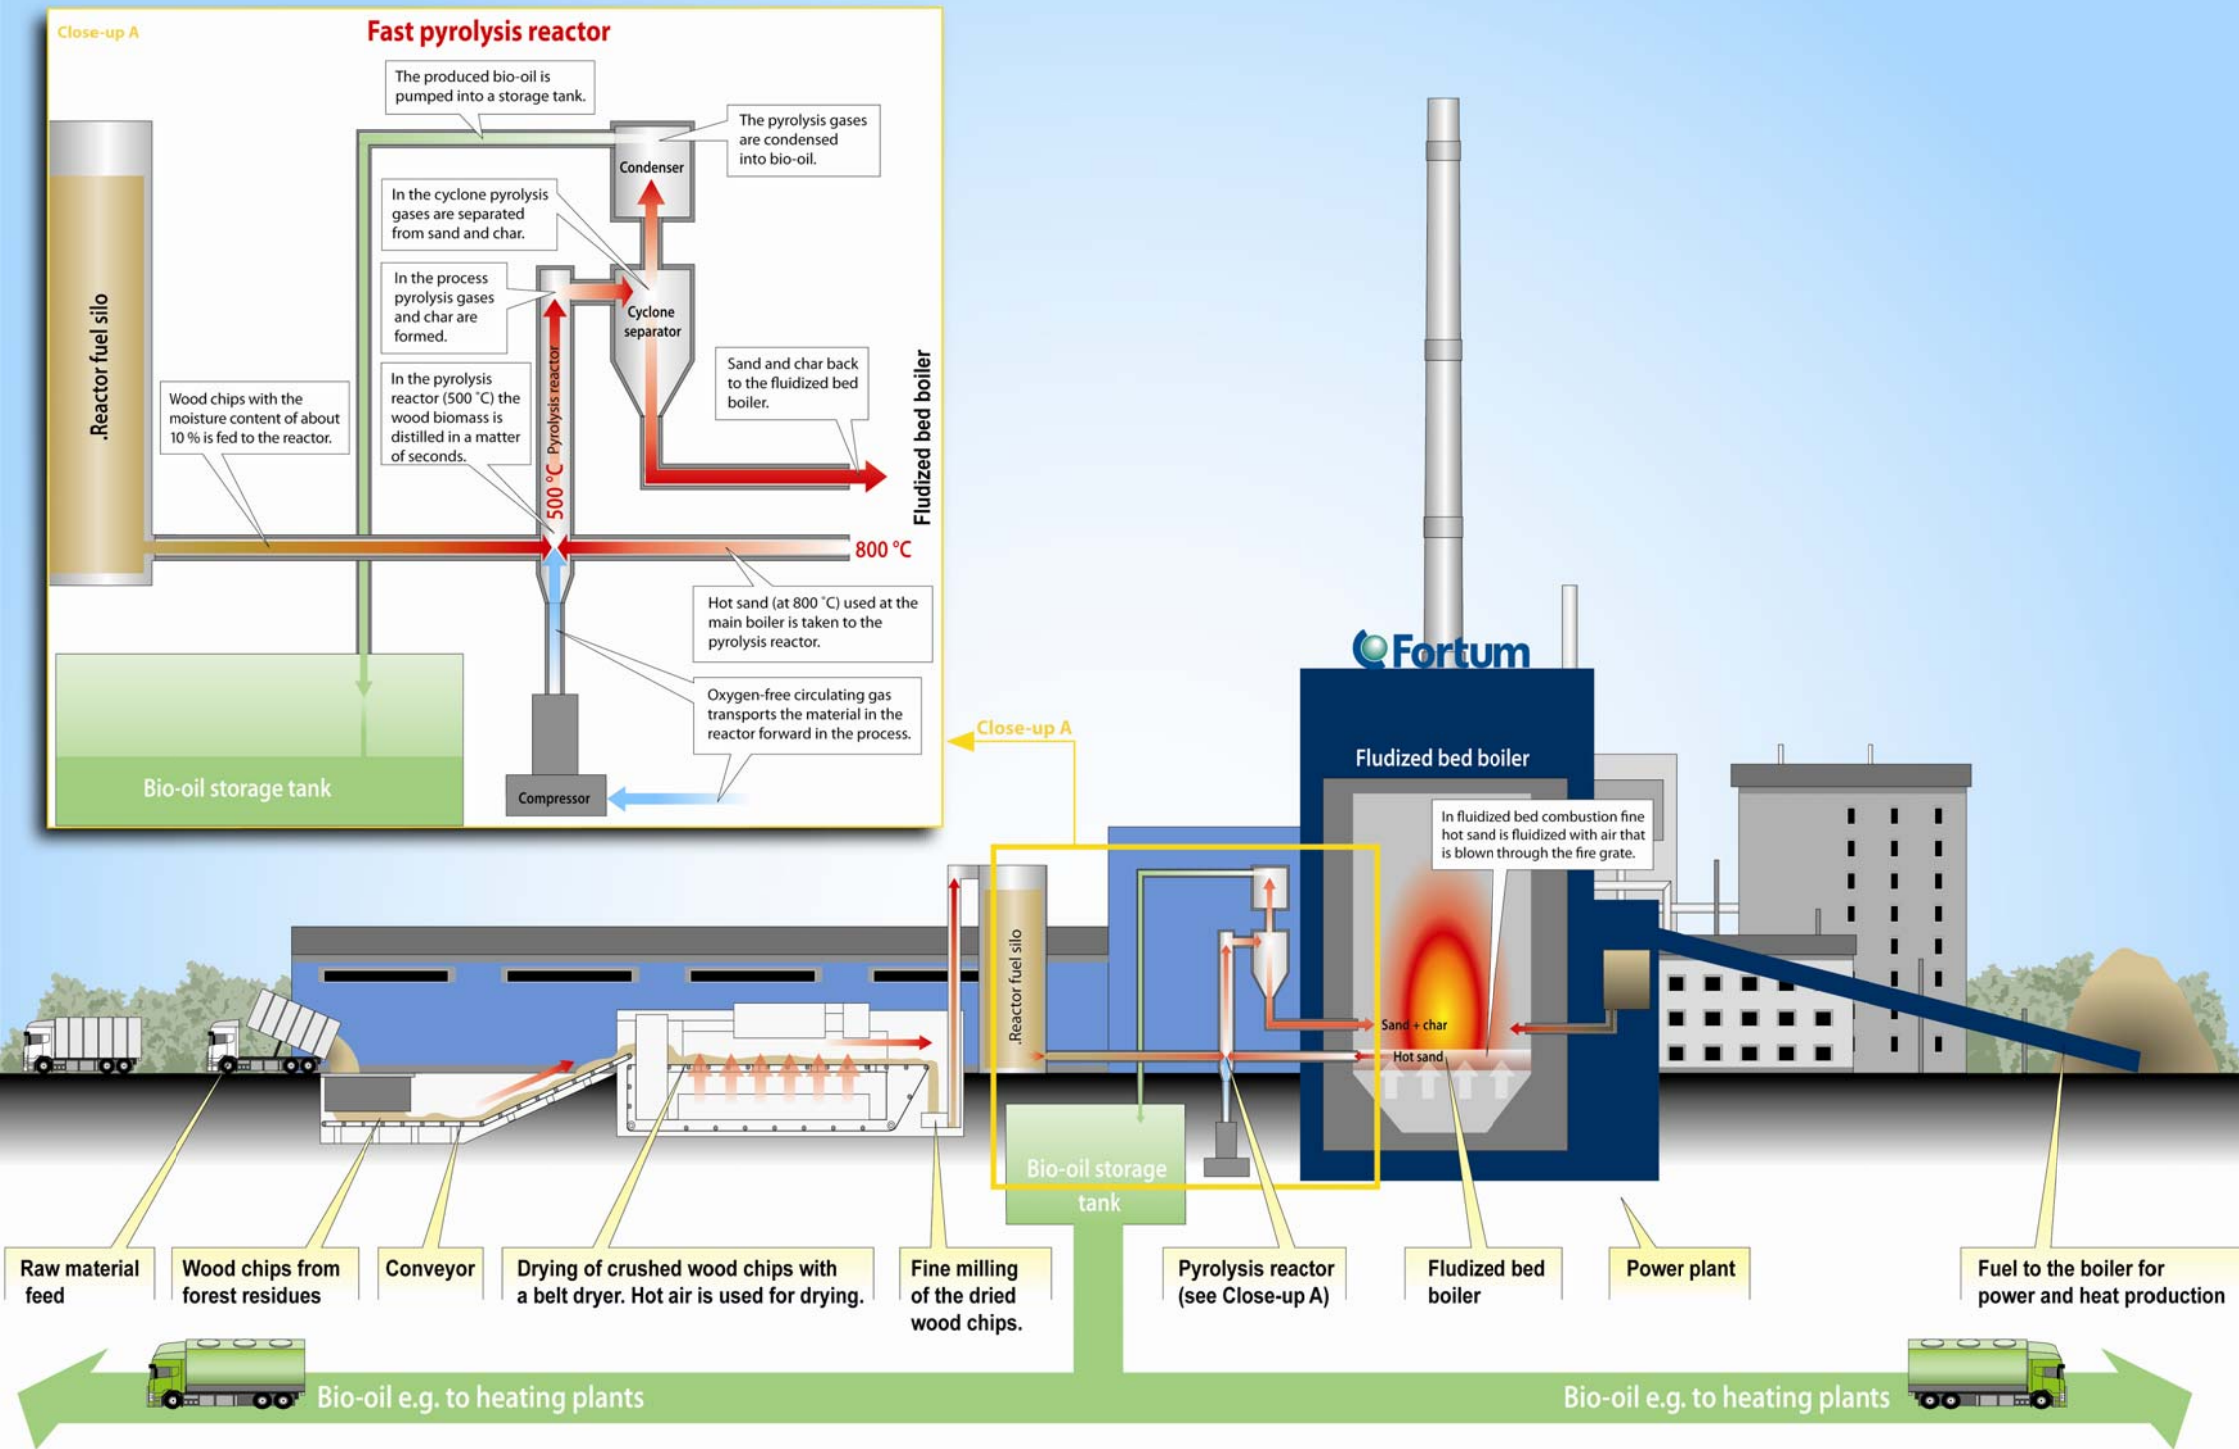 Close-up A
Fast pyrolysis reactor
The produced bio-oil is
pumped into a storage tank.
The pyrolysis gases
are condensed
into bio-oil.
Condenser
In the cyclone pyrolysis
gases are separated
from sand and char.
In the process
pyrolysis gases
and char are
formed.
Cyclone
separator
.Reactor fuel silo
Wood chips with the
moisture content of about
10 % is fed to the reactor.
In the pyrolysis
reactor (500 ˚C) the
wood biomass is
distilled in a matter
of seconds.
500 °C Pyrolysis reactor
Sand and char back
to the fluidized bed
boiler.
Fludized bed boiler
800 °C
Hot sand (at 800 ˚C) used at the
main boiler is taken to the
pyrolysis reactor.
Oxygen-free circulating gas
transports the material in the
reactor forward in the process.
Bio-oil storage tank
Compressor
Close-up A
Fortum
Fludized bed boiler
In fluidized bed combustion fine
hot sand is fluidized with air that
is blown through the fire grate.
.Reactor fuel silo
Sand + char
Hot sand
Bio-oil storage
tank
Raw material
feed
Wood chips from
forest residues
Conveyor
Drying of crushed wood chips with
a belt dryer. Hot air is used for drying.
Fine milling
of the dried
wood chips.
Pyrolysis reactor
(see Close-up A)
Fludized bed
boiler
Power plant
Fuel to the boiler for
power and heat production
Bio-oil e.g. to heating plants
Bio-oil e.g. to heating plants